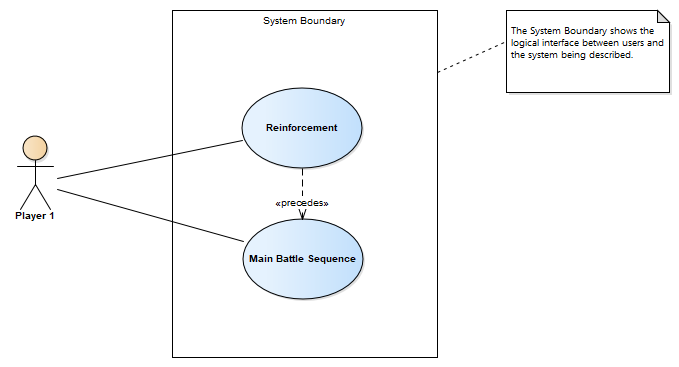 System Boundary
The System Boundary shows the
logical interface between users and
the system being described.
Reinforcement
«precedes»
Player 1
Main Battle Sequence